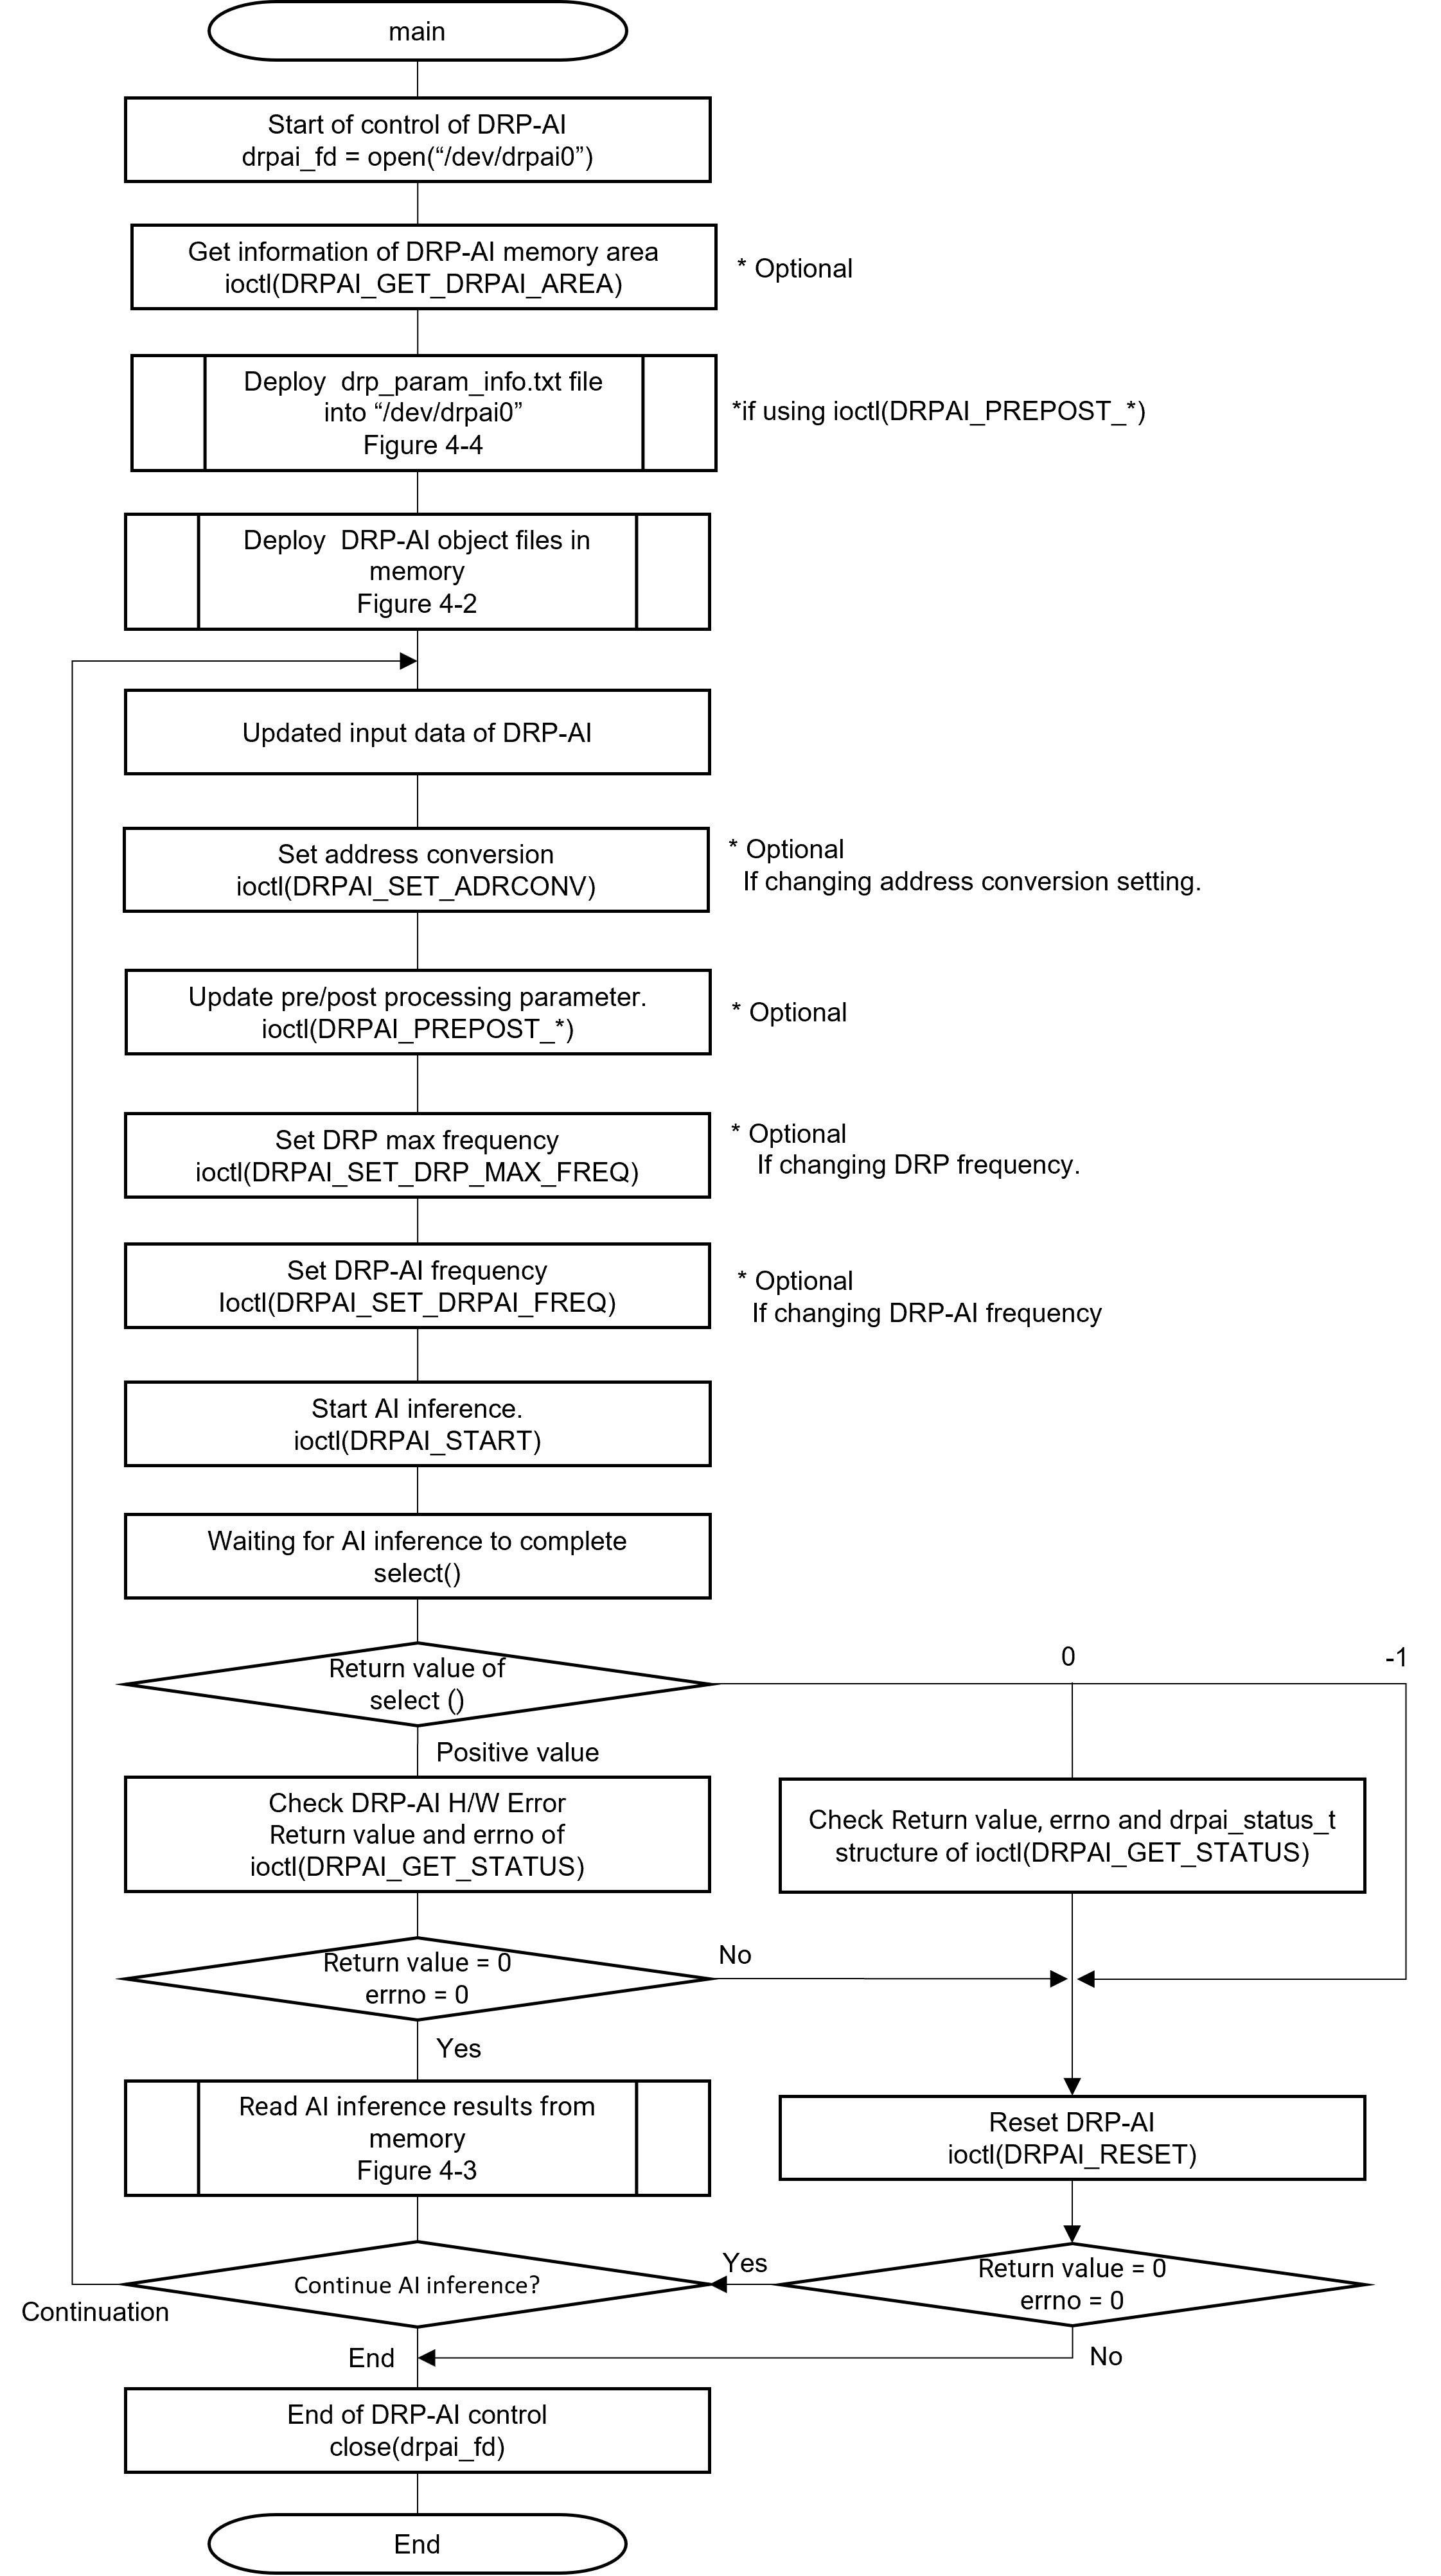 main
Start of control of DRP-AI
drpai_fd = open(“/dev/drpai0”)
Get information of DRP-AI memory area
ioctl(DRPAI_GET_DRPAI_AREA)
* Optional
Deploy  drp_param_info.txt file
into “/dev/drpai0”
Figure 4-4
*if using ioctl(DRPAI_PREPOST_*)
Deploy  DRP-AI object files in
memory
Figure 4-2
Updated input data of DRP-AI
Set address conversion
ioctl(DRPAI_SET_ADRCONV)
* Optional
If changing address conversion setting.
Update pre/post processing parameter.
ioctl(DRPAI_PREPOST_*)
* Optional
Set DRP max frequency
ioctl(DRPAI_SET_DRP_MAX_FREQ)
* Optional
If changing DRP frequency.
Set DRP-AI frequency
Ioctl(DRPAI_SET_DRPAI_FREQ)
* Optional
If changing DRP-AI frequency
Start AI inference.
ioctl(DRPAI_START)
Waiting for AI inference to complete
select()
Return value of
select ()
0
-1
Positive value
Check DRP-AI H/W Error
Return value and errno of
ioctl(DRPAI_GET_STATUS)
Check Return value, errno and drpai_status_t
structure of ioctl(DRPAI_GET_STATUS)
Return value = 0
errno = 0
No
Yes
Read AI inference results from
memory
Figure 4-3
Reset DRP-AI
ioctl(DRPAI_RESET)
Continue AI inference?
Yes
Return value = 0
errno = 0
Continuation
End
No
End of DRP-AI control
close(drpai_fd)
End